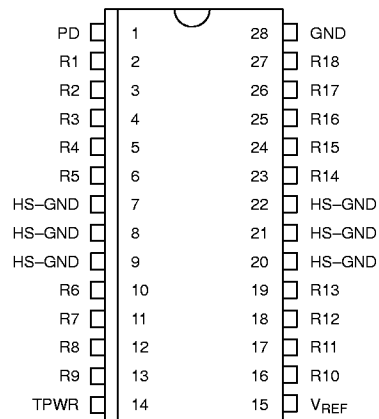 PD 1 28 GND
R1 2 27 R18
R2 3 26 R17
R3 4 25 R16
R4 5 24 R15
R5 6 23 R14
HS–GND 7 22 HS–GND
HS–GND 8 21 HS–GND
HS–GND 9 20 HS–GND
R6 10 19 R13
R7 11 18 R12
R8 12 17 R11
R9 13 16 R10
TPWR 14 15 VREF